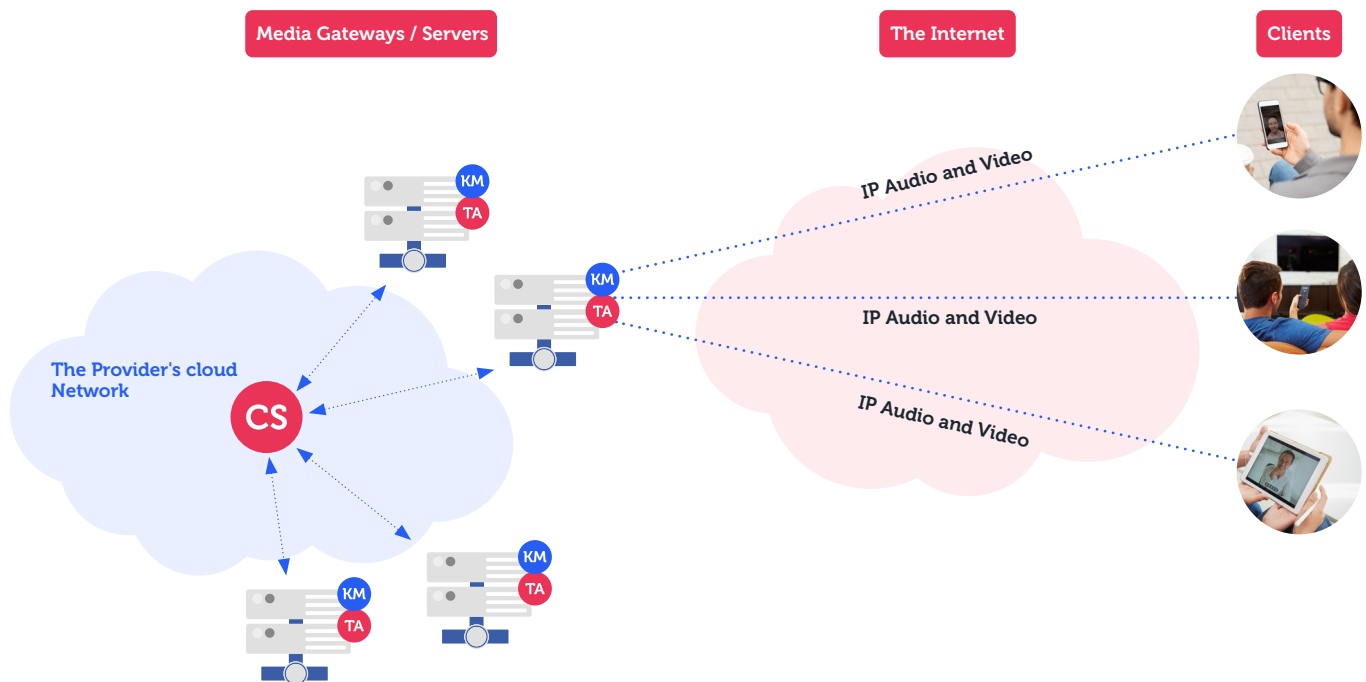 Media Gateways / Servers
The Internet
Clients
KM
TA
IP Audio and Video
KM
TA
IP Audio and Video
The Provider's cloud
Network
CS
IP Audio and Video
KM
TA
KM
TA